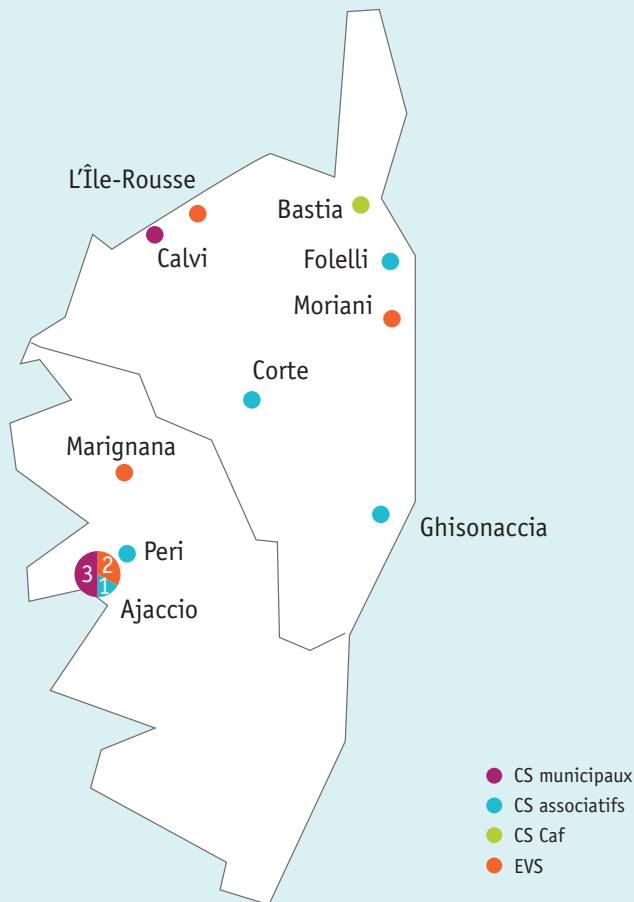 L'Île-Rousse
Bastia
Calvi
Folelli
Moriani
Corte
Marignana
Ghisonaccia
Peri
3
2
1
Ajaccio
CS municipaux
CS associatifs
CS Caf
EVS